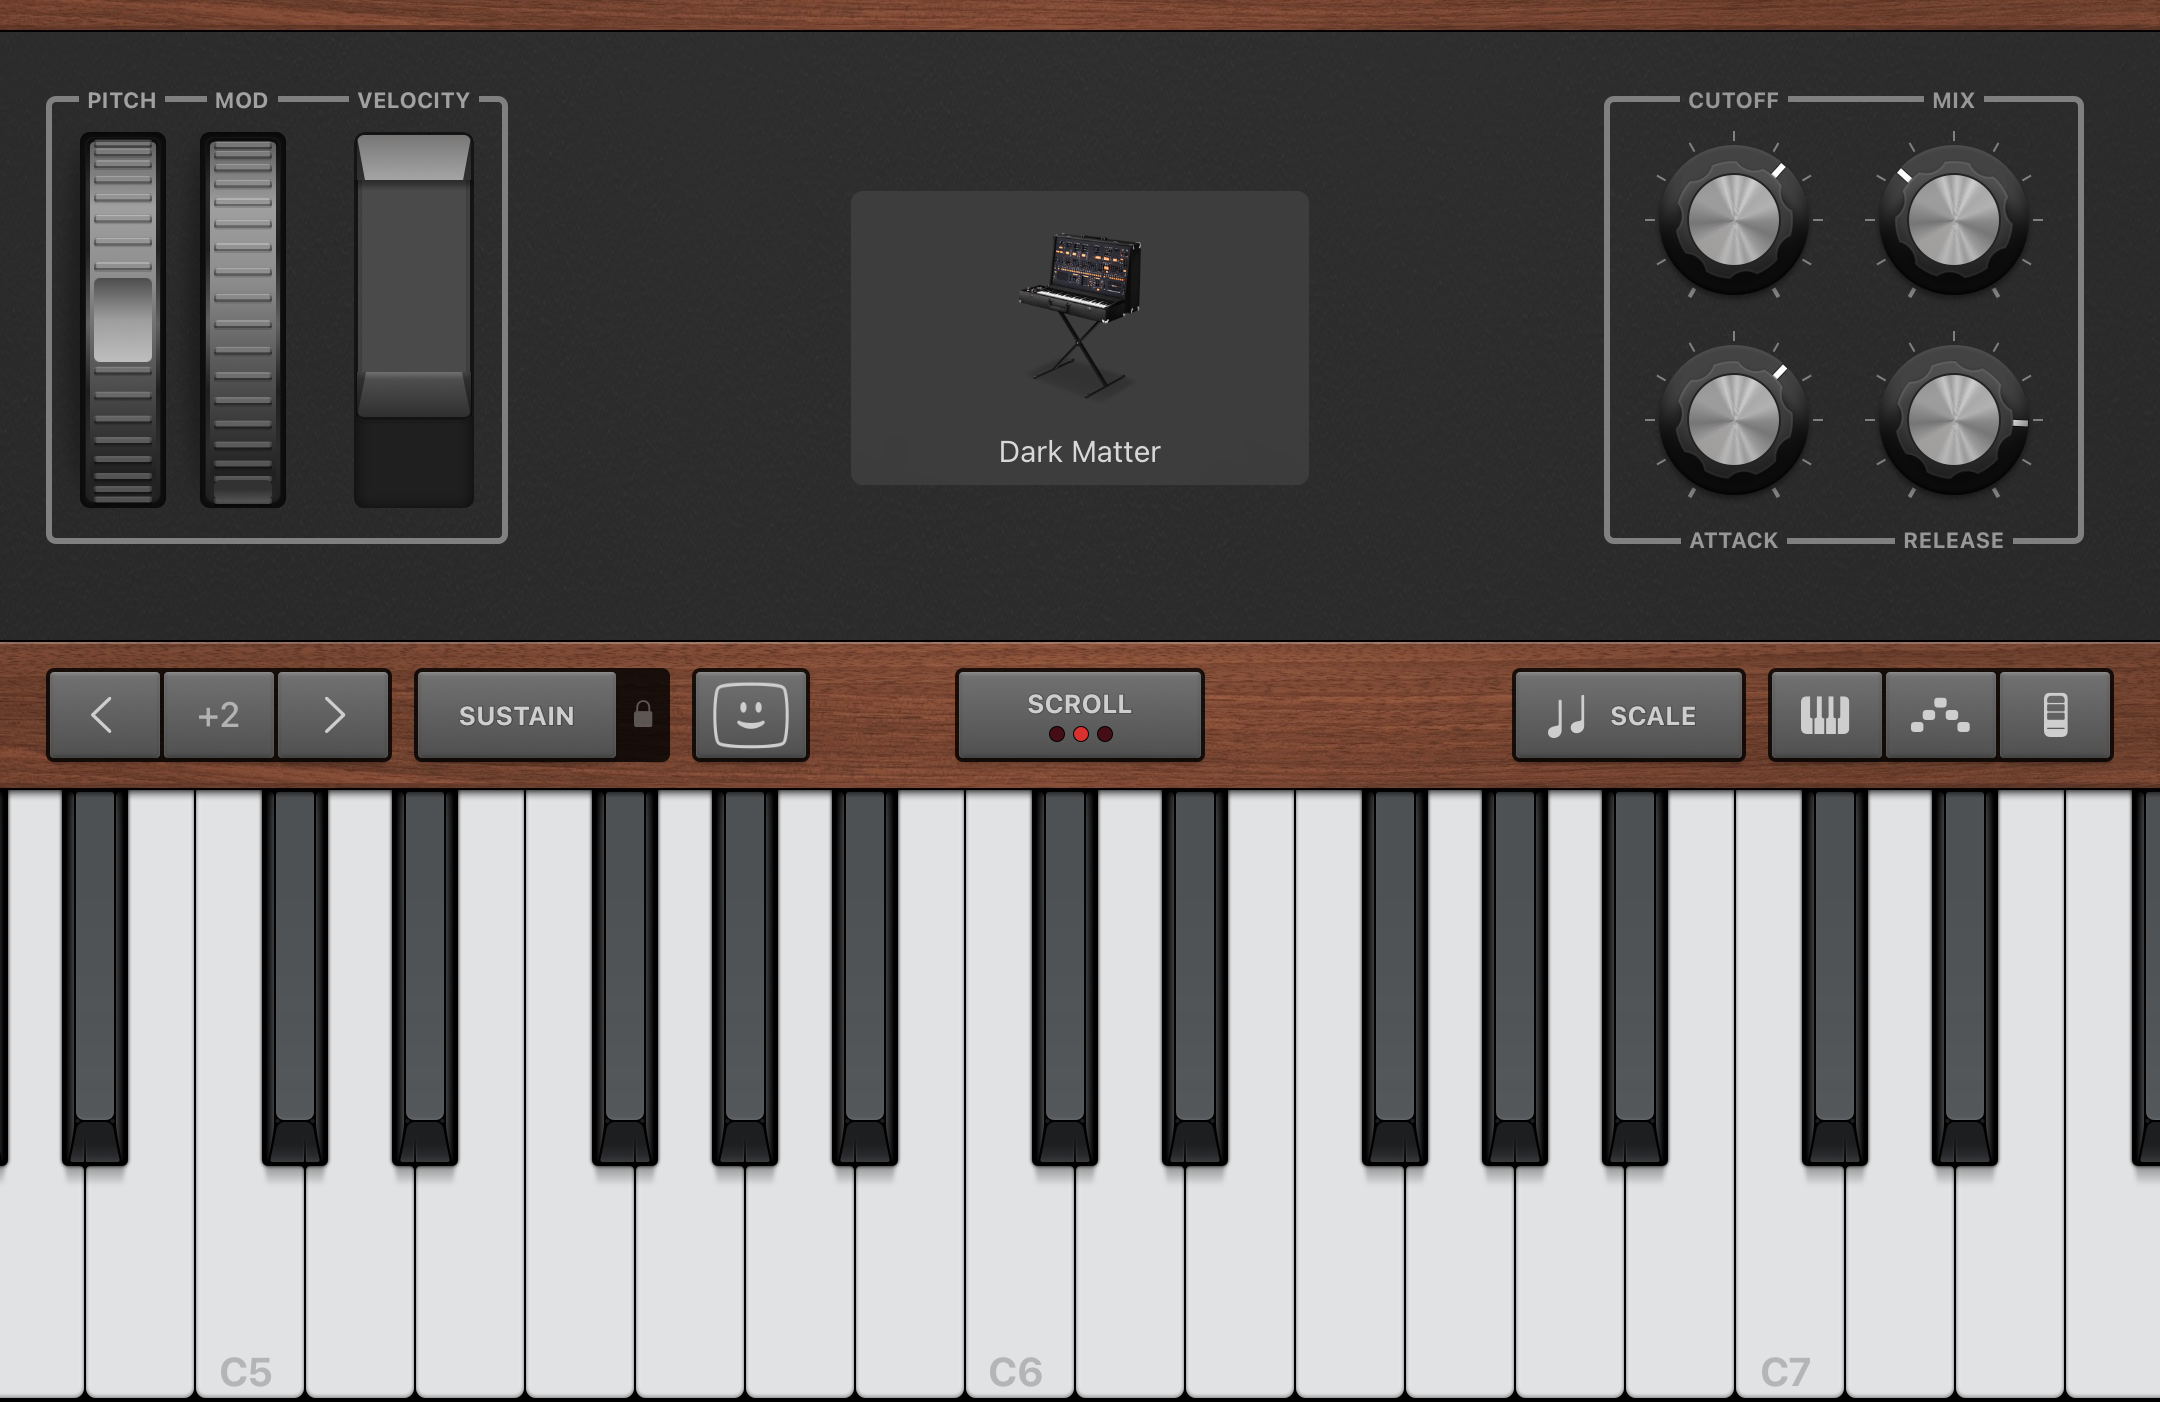 PITCH MOD VELOCITY
CUTOFF MIX
Dark Matter
ATTACK RELEASE
+2
SUSTAIN
SCROLL
SCALE
C5 C6 C7